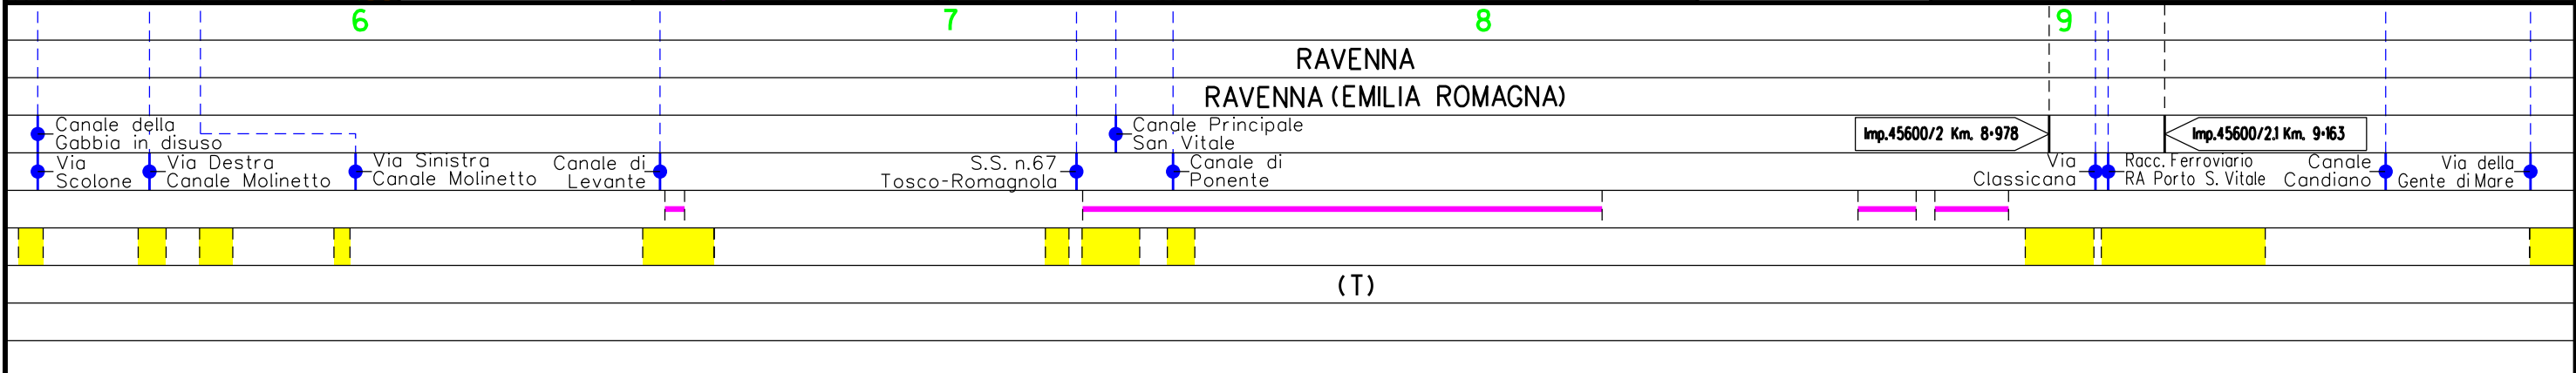 6 7 8 9
RAVENNA
RAVENNA (EMILIA ROMAGNA)
Canale della
Gabbia in disuso
Canale Principale
San Vitale
Imp.45600/2 Km. 8+978
Imp.45600/2.1 Km. 9+163
Via
Scolone
Via Destra
Canale Molinetto
Via Sinistra
Canale Molinetto
Canale di
Levante
S.S. n.67
Tosco-Romagnola
Canale di
Ponente
Via
Classicana
Racc. Ferroviario
RA Porto S. Vitale
Canale
Candiano
Via della
Gente di Mare
(T)